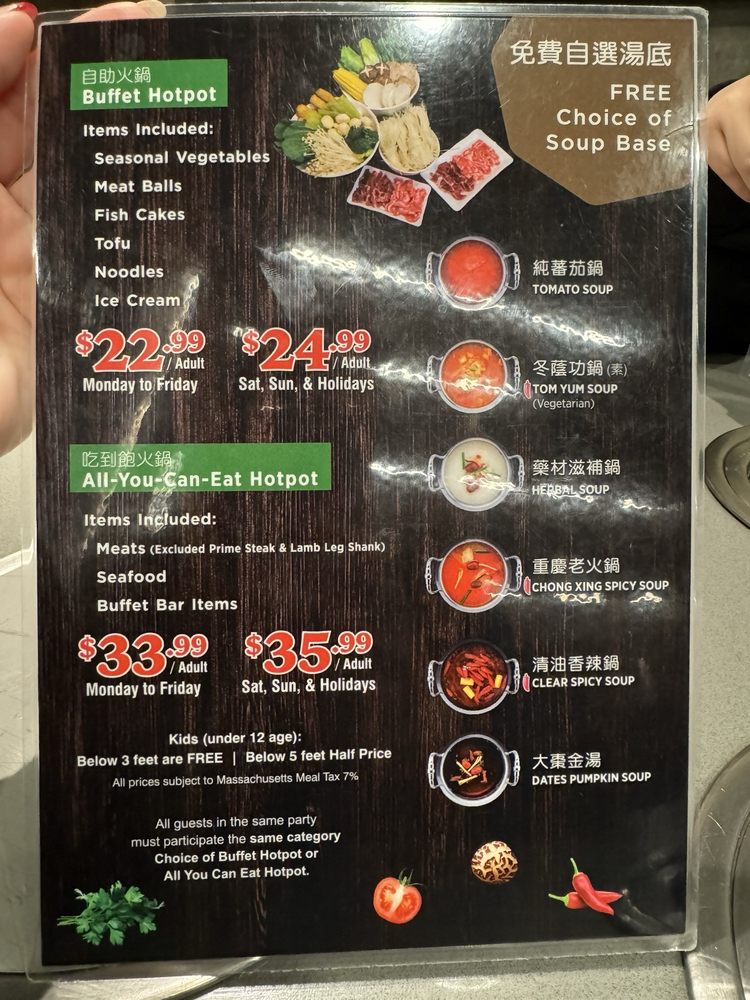 自助火鍋
Buffet Hotpot
Items Included:
Seasonal Vegetables
Meat Balls
Fish Cakes
Tofu
Noodles
Ice Cream
$22.99 / Adult
Monday to Friday
$24.99 / Adult
Sat, Sun, & Holidays
吃到飽火鍋
All-You-Can-Eat Hotpot
Items Included:
Meats (Excluded Prime Steak & Lamb Leg Shank)
Seafood
Buffet Bar Items
$33.99 / Adult
Monday to Friday
$35.99 / Adult
Sat, Sun, & Holidays
Kids (under 12 age):
Below 3 feet are FREE | Below 5 feet Half Price
All prices subject to Massachusetts Meal Tax 7%
All guests in the same party
must participate the same category
Choice of Buffet Hotpot or
All You Can Eat Hotpot.
免費自選湯底
FREE
Choice of
Soup Base
純蕃茄鍋
TOMATO SOUP
冬蔭功鍋 (素)
TOM YUM SOUP
(Vegetarian)
藥材滋補鍋
HERBAL SOUP
重慶老火鍋
CHONG XING SPICY SOUP
清油香辣鍋
CLEAR SPICY SOUP
大棗金湯
DATES PUMPKIN SOUP